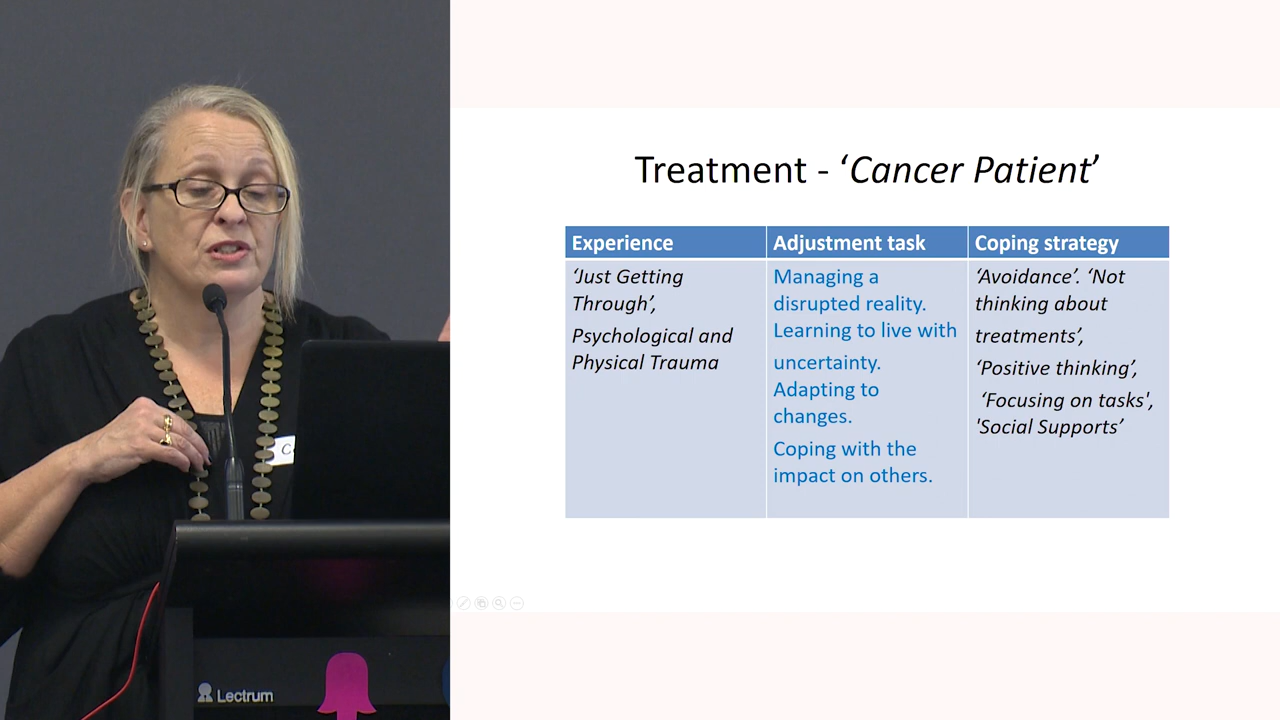 Treatment - ‘Cancer Patient’
Experience
Adjustment task
Coping strategy
‘Just Getting
Through’,
Psychological and
Physical Trauma
Managing a
disrupted reality.
Learning to live with
uncertainty.
Adapting to
changes.
Coping with the
impact on others.
‘Avoidance’. ‘Not
thinking about
treatments’,
‘Positive thinking’,
‘Focusing on tasks',
'Social Supports’
Lectrum